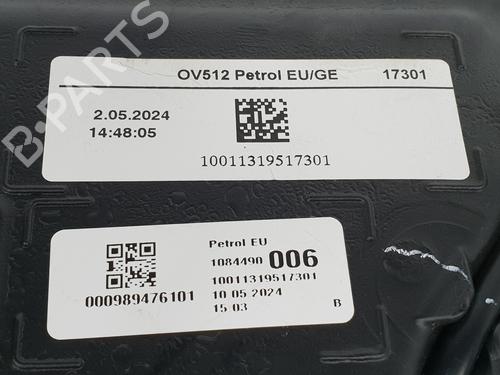 OV512 Petrol EU/GE 17301
2.05.2024
14:48:05
10011319517301
B-PARTS
Petrol EU
1084490 006
10011319517301
000989476101
10 05 2024
15 03
B